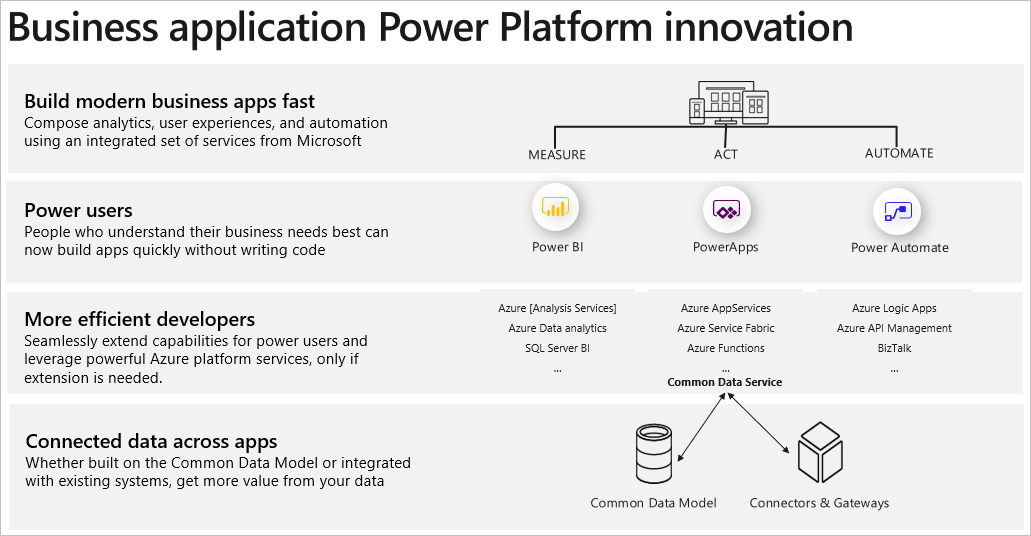 Business application Power Platform innovation
Build modern business apps fast
Compose analytics, user experiences, and automation
using an integrated set of services from Microsoft
MEASURE
ACT
AUTOMATE
Power users
People who understand their business needs best can
now build apps quickly without writing code
Power BI
PowerApps
Power Automate
More efficient developers
Seamlessly extend capabilities for power users and
leverage powerful Azure platform services, only if
extension is needed.
Azure [Analysis Services]
Azure Data analytics
SQL Server BI
...
Azure AppServices
Azure Service Fabric
Azure Functions
...
Azure Logic Apps
Azure API Management
BizTalk
...
Common Data Service
Connected data across apps
Whether built on the Common Data Model or integrated
with existing systems, get more value from your data
Common Data Model
Connectors & Gateways